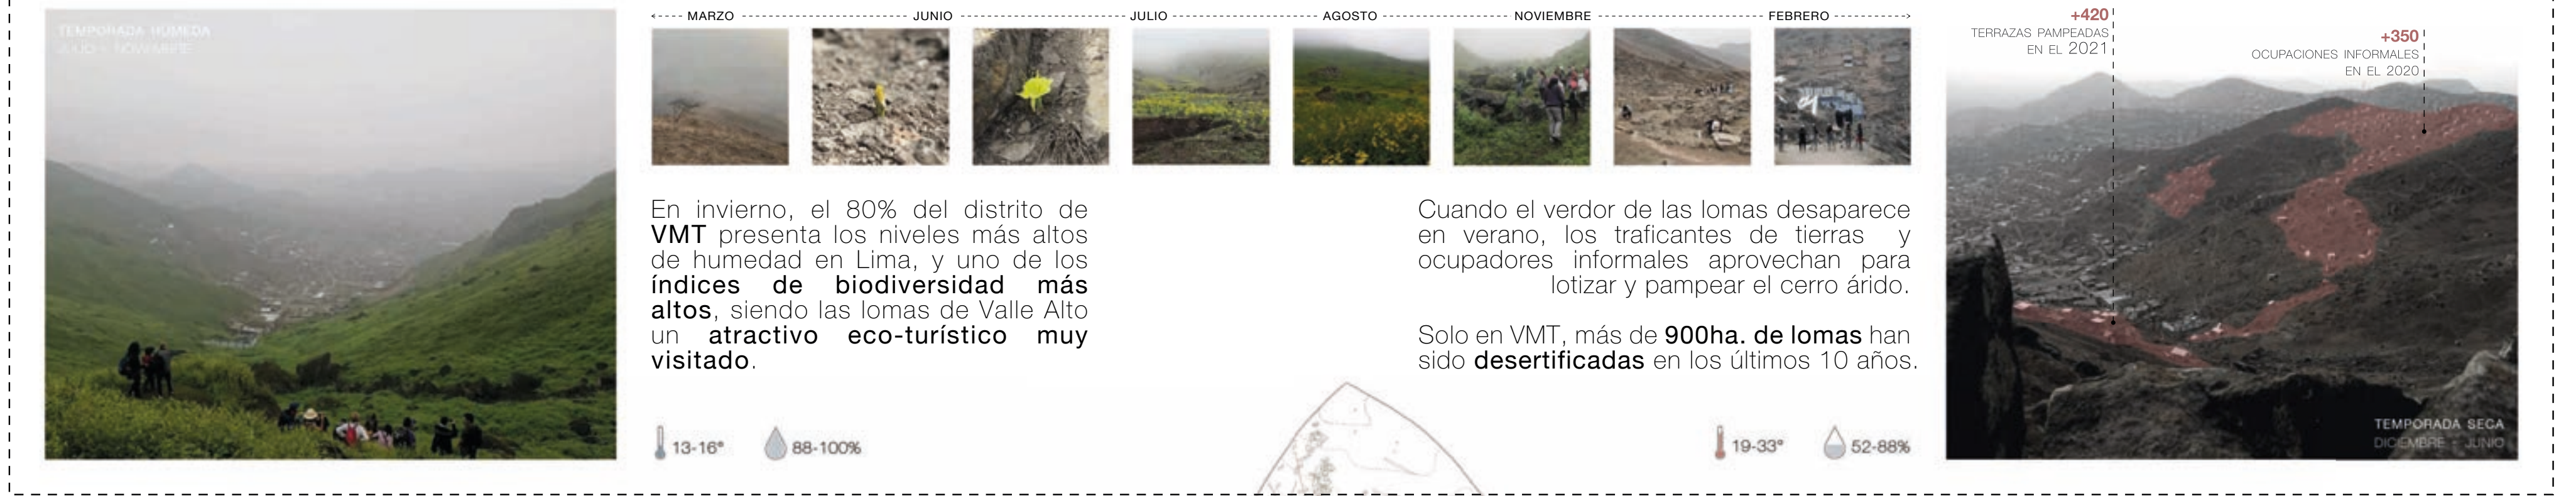 TEMPORADA HÚMEDA
JULIO - NOVIEMBRE
MARZO
JUNIO
JULIO
AGOSTO
NOVIEMBRE
FEBRERO
En invierno, el 80% del distrito de
VMT presenta los niveles más altos
de humedad en Lima, y uno de los
índices de biodiversidad más
altos, siendo las lomas de Valle Alto
un atractivo eco-turístico muy
visitado.
13-16°
88-100%
Cuando el verdor de las lomas desaparece
en verano, los traficantes de tierras y
ocupadores informales aprovechan para
lotizar y pampear el cerro árido.
Solo en VMT, más de 900ha. de lomas han
sido desertificadas en los últimos 10 años.
19-33°
52-88%
+420
TERRAZAS PAMPEADAS
EN EL 2021
+350
OCUPACIONES INFORMALES
EN EL 2020
TEMPORADA SECA
DICIEMBRE - JUNIO